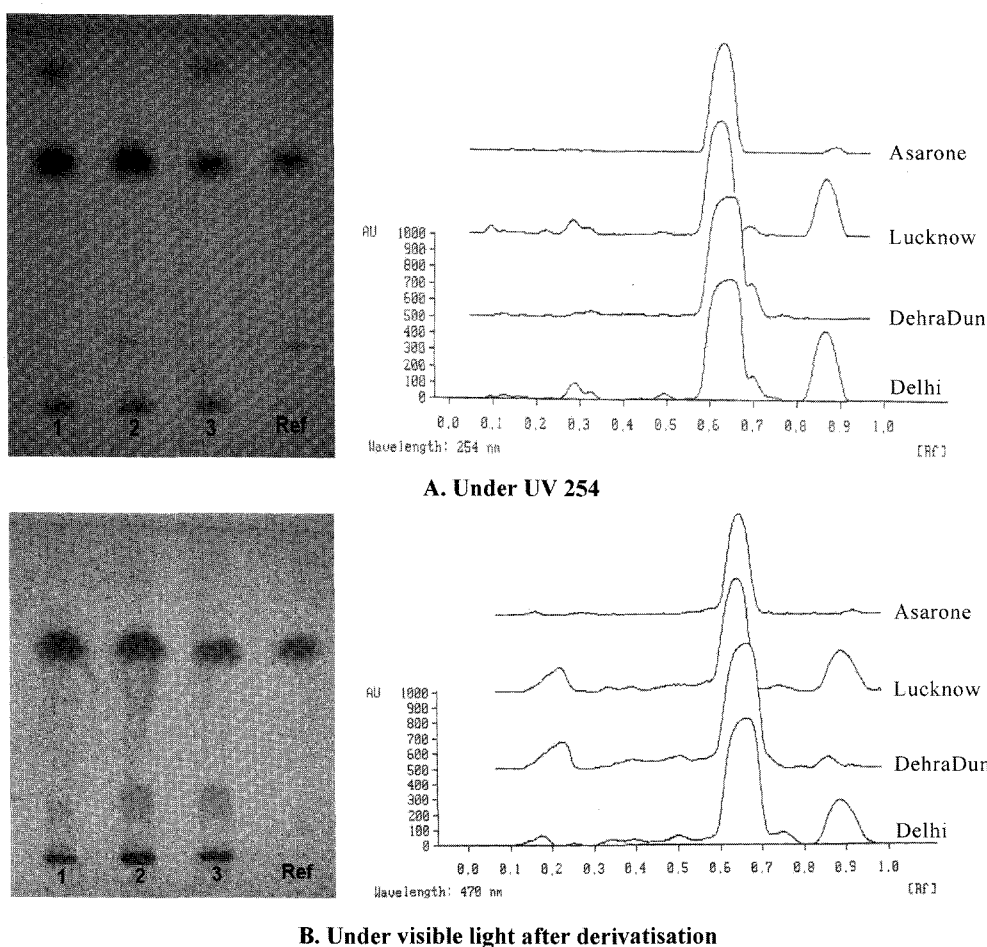 1 2 3 Ref
AU
1000
900
800
700
600
500
400
300
200
100
0
0.0 0.1 0.2 0.3 0.4 0.5 0.6 0.7 0.8 0.9 1.0
Wavelength: 254 nm
[Rf]
Asarone
Lucknow
DehraDun
Delhi
A. Under UV 254
1 2 3 Ref
AU
1000
900
800
700
600
500
400
300
200
100
0
0.0 0.1 0.2 0.3 0.4 0.5 0.6 0.7 0.8 0.9 1.0
Wavelength: 470 nm
[Rf]
Asarone
Lucknow
DehraDun
Delhi
B. Under visible light after derivatisation